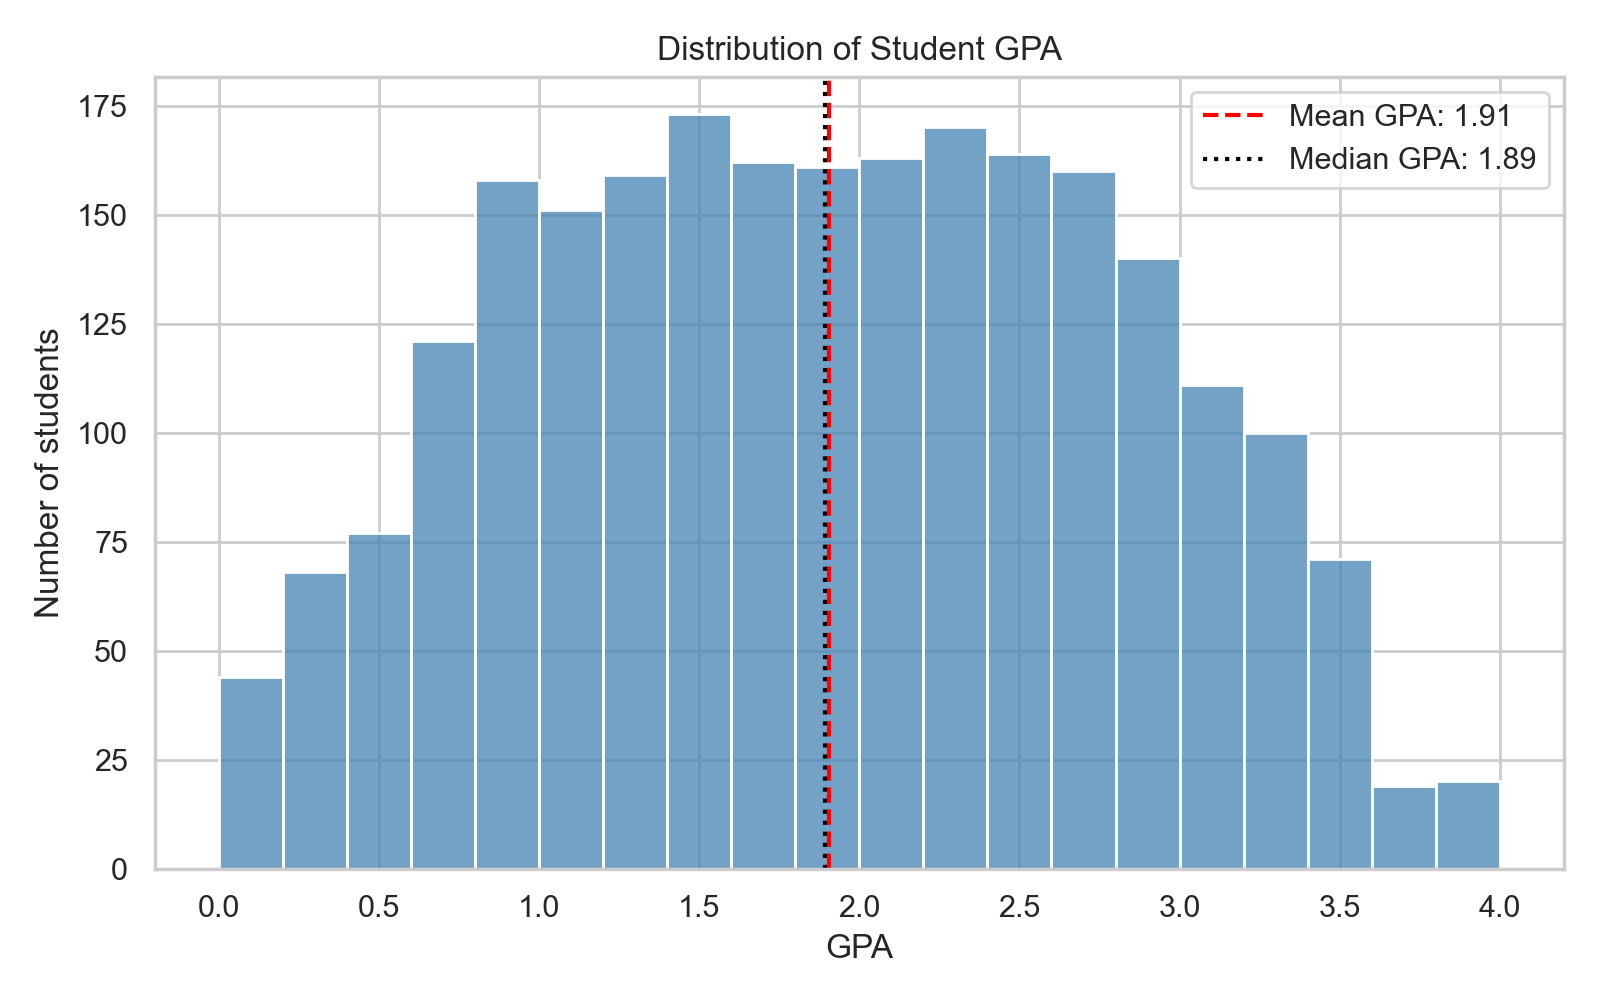 Distribution of Student GPA
Mean GPA: 1.91
Median GPA: 1.89
Number of students
175
150
125
100
75
50
25
0
0.0 0.5 1.0 1.5 2.0 2.5 3.0 3.5 4.0
GPA